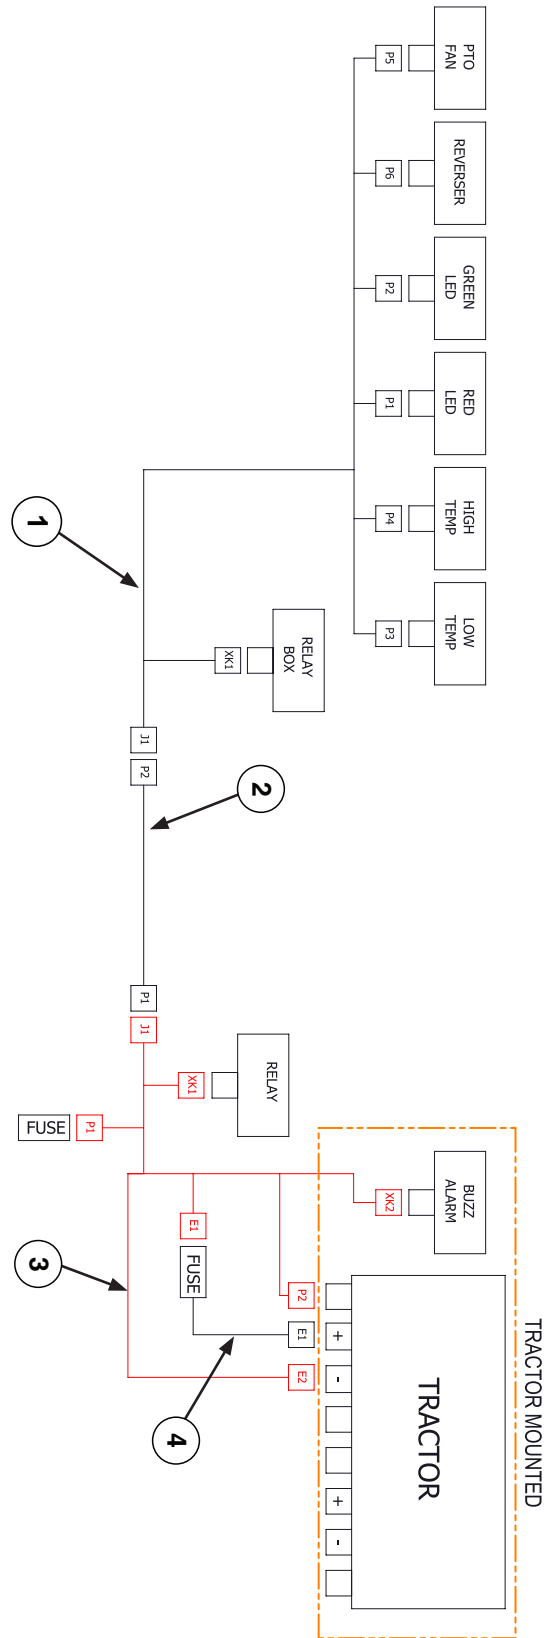 PTO
FAN
P5
REVERSER
P6
GREEN
LED
P2
RED
LED
P1
HIGH
TEMP
P4
LOW
TEMP
P3
1
RELAY
BOX
XK1
J1
P2
2
P1
J1
RELAY
XK1
FUSE
P1
TRACTOR MOUNTED
BUZZ
ALARM
XK2
E1
FUSE
3
P2
E1
E2
4
+
-
+
-
TRACTOR